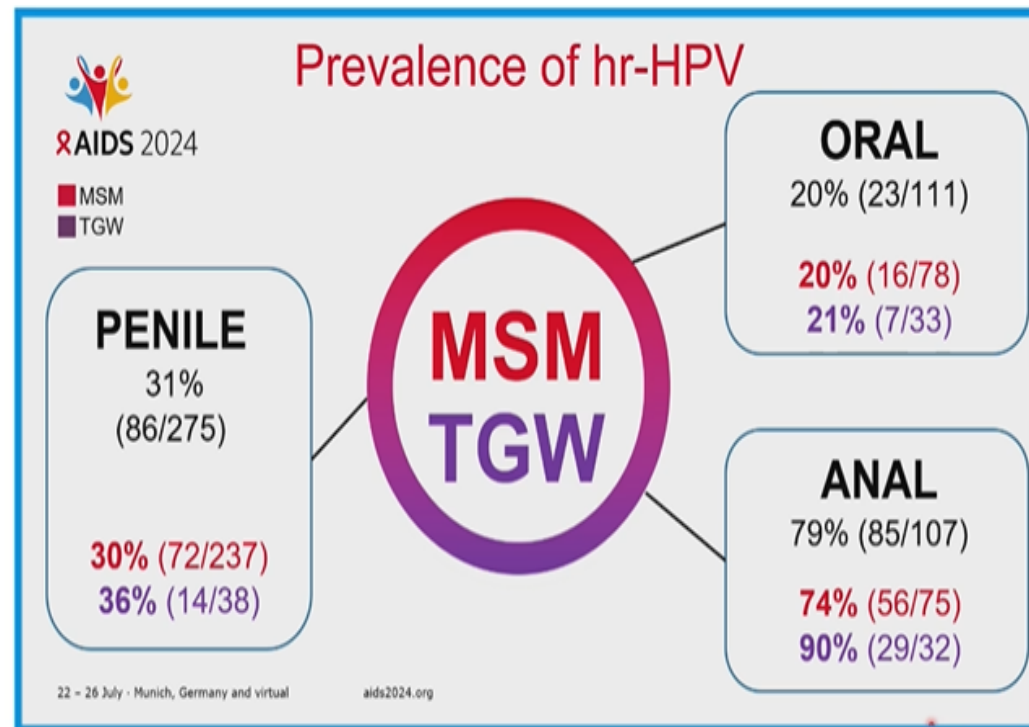 Prevalence of hr-HPV
AIDS 2024
MSM
TGW
PENILE
31%
(86/275)
30% (72/237)
36% (14/38)
MSM
TGW
ORAL
20% (23/111)
20% (16/78)
21% (7/33)
ANAL
79% (85/107)
74% (56/75)
90% (29/32)
22 – 26 July · Munich, Germany and virtual
aids2024.org